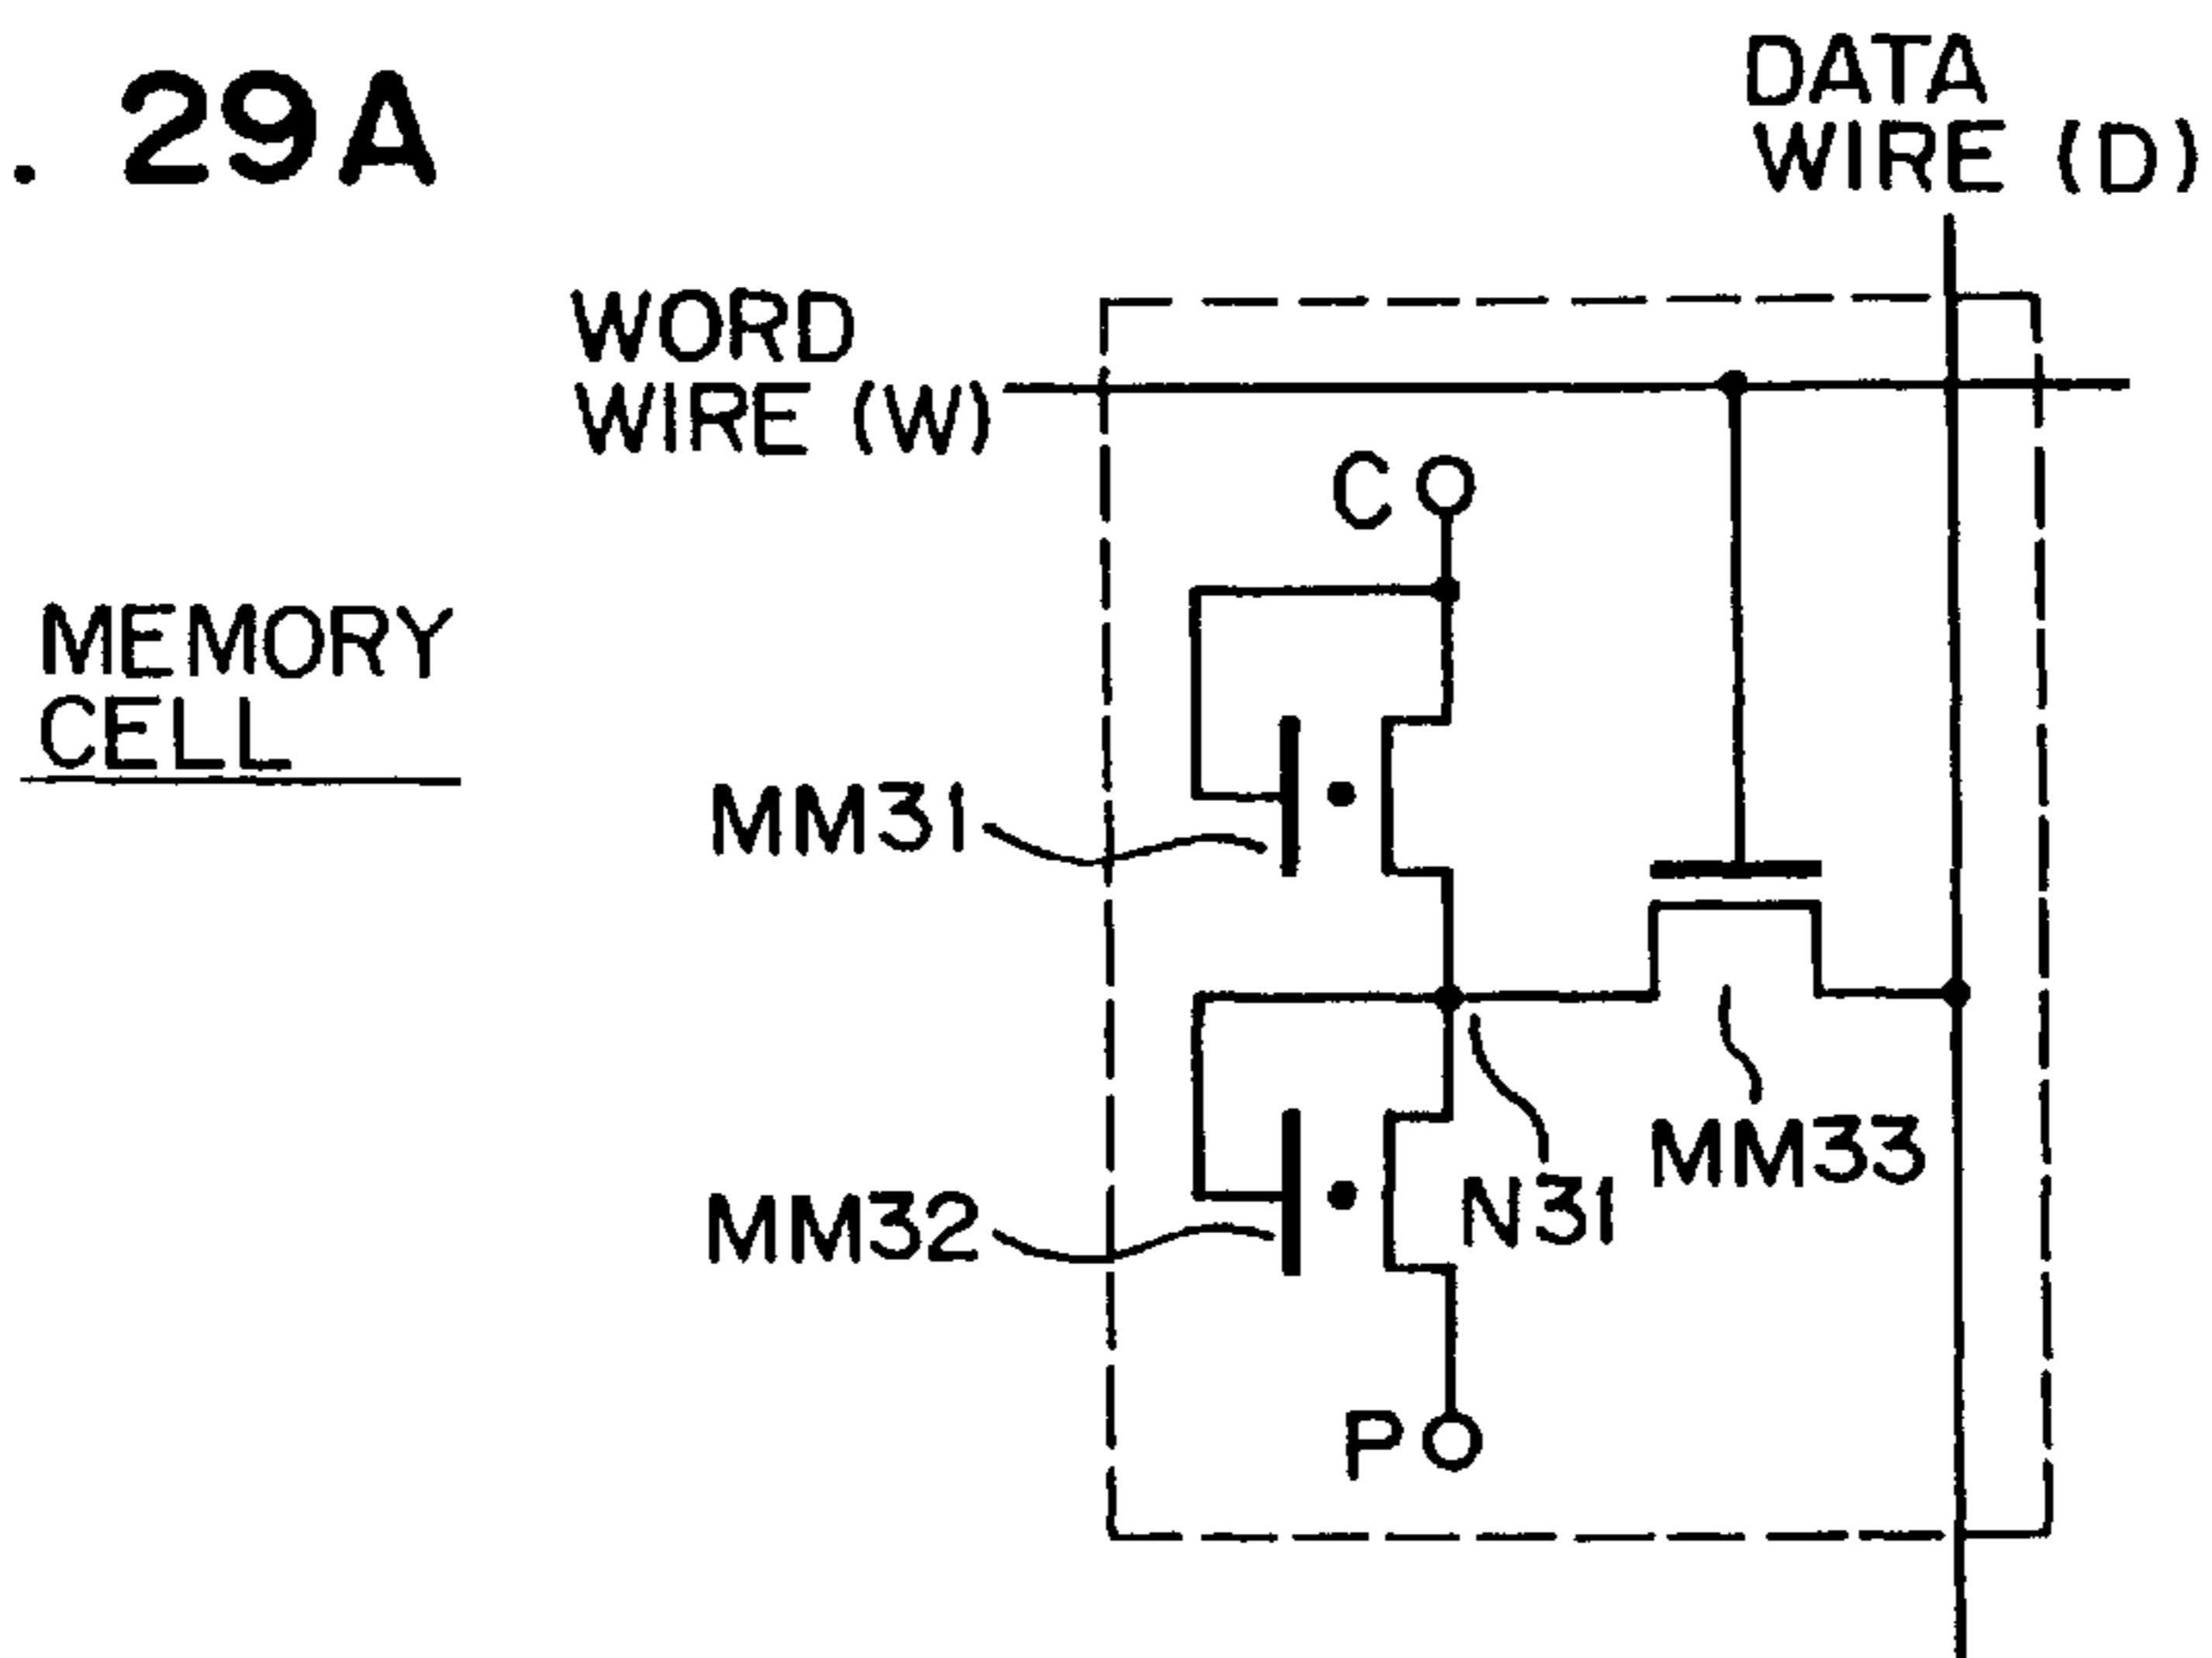 . 29A
DATA
WIRE (D)
WORD
WIRE (W)
C
MEMORY
CELL
MM31
MM33
N31
MM32
P